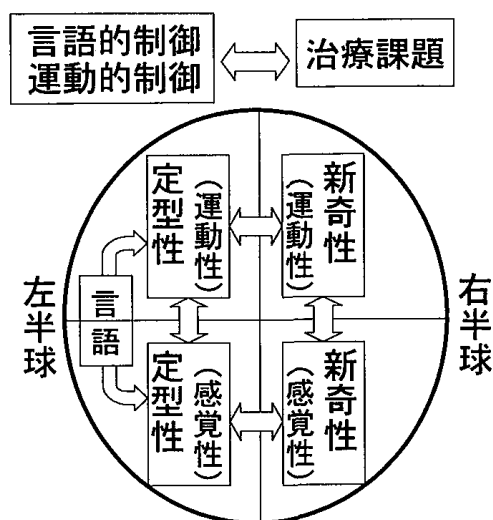 言語的制御
運動的制御
治療課題
定型性
(運動性)
新奇性
(運動性)
言語
左半球
右半球
定型性
(感覚性)
新奇性
(感覚性)